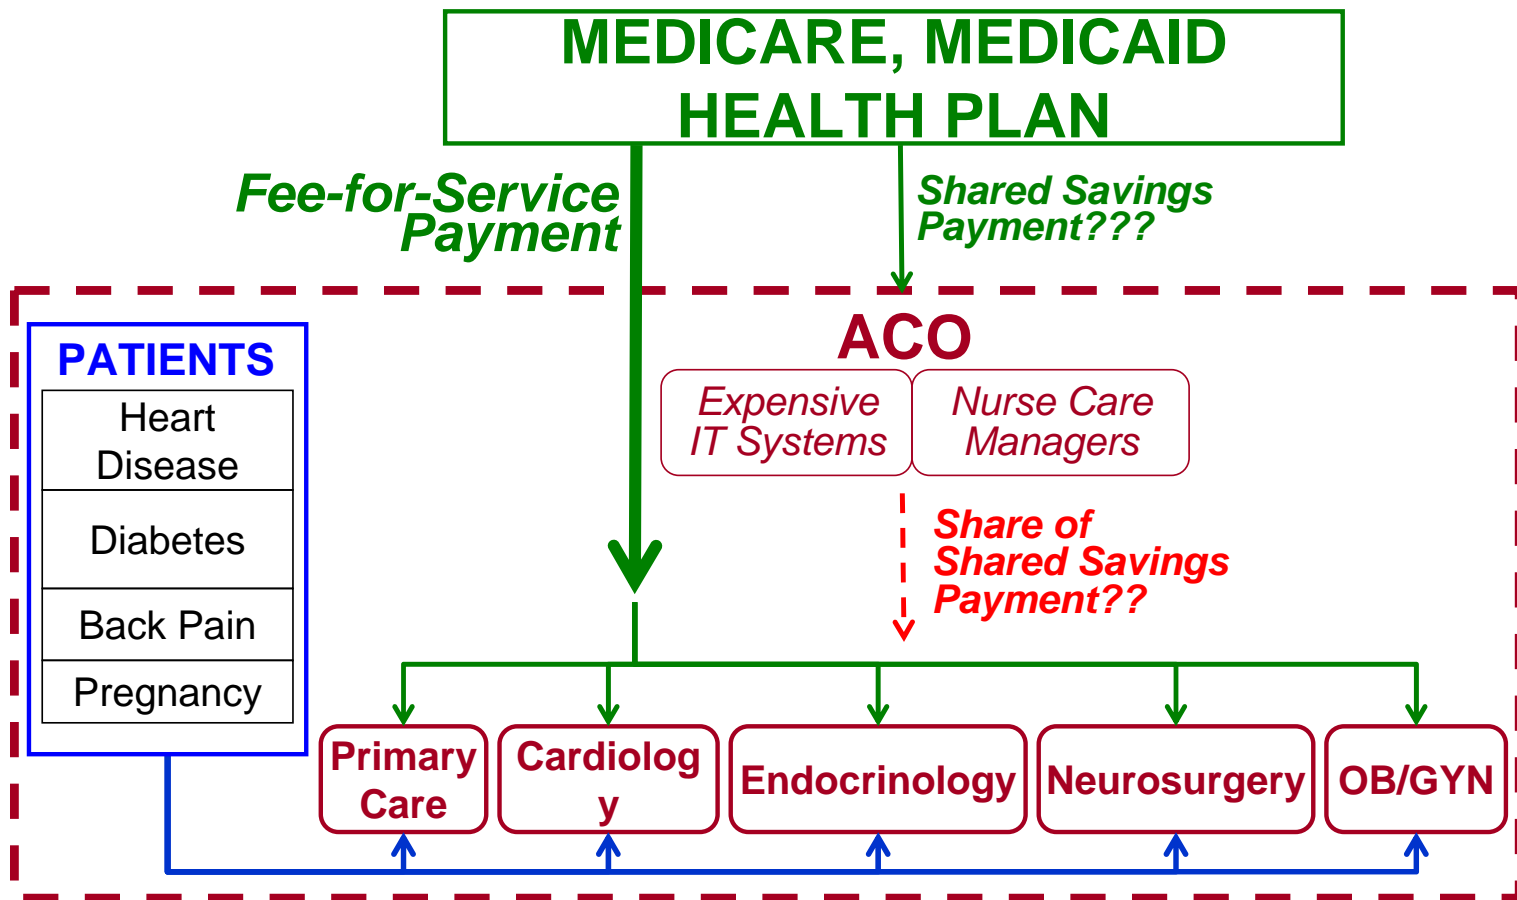 MEDICARE, MEDICAID
HEALTH PLAN
Fee-for-Service
Payment
Shared Savings
Payment???
ACO
Expensive
IT Systems
Nurse Care
Managers
PATIENTS
Heart
Disease
Diabetes
Back Pain
Pregnancy
Share of
Shared Savings
Payment??
Primary
Care
Cardiolog
y
Endocrinology
Neurosurgery
OB/GYN